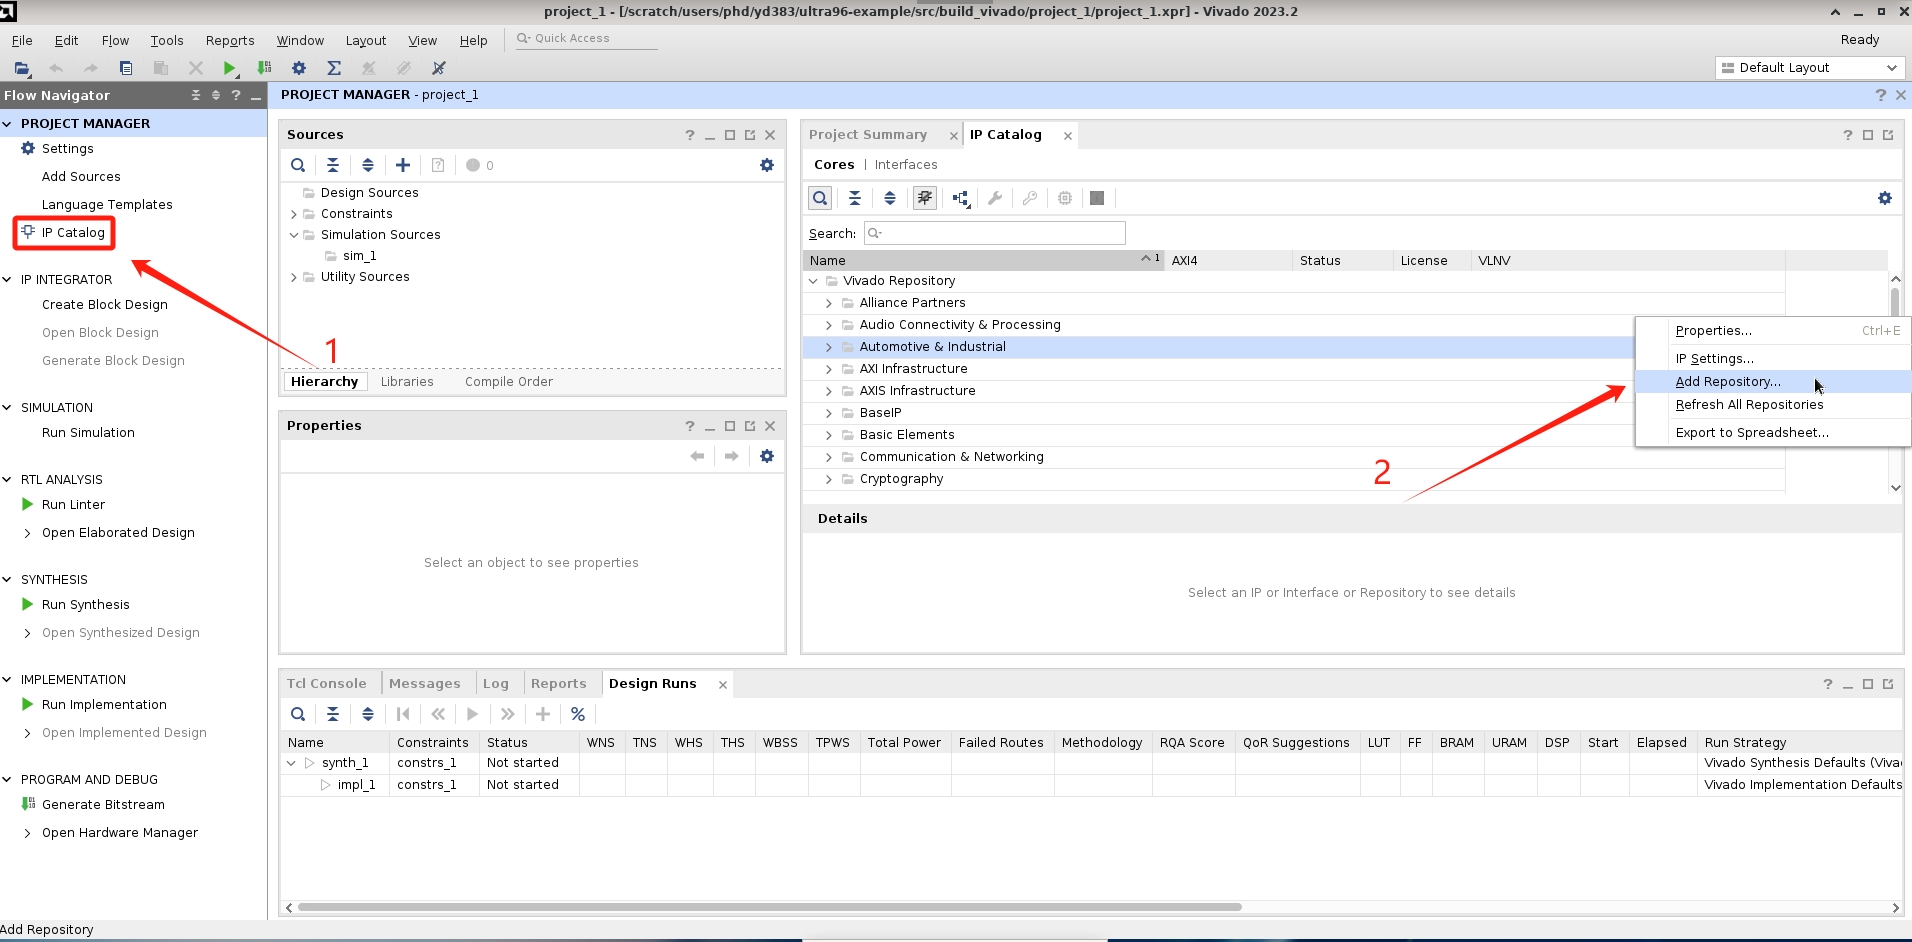 project_1 - [/scratch/users/phd/yd383/ultra96-example/src/build_vivado/project_1/project_1.xpr] - Vivado 2023.2
File Edit Flow Tools Reports Window Layout View Help Quick Access Ready
Default Layout
Flow Navigator
PROJECT MANAGER
Settings
Add Sources
Language Templates
IP Catalog
IP INTEGRATOR
Create Block Design
Open Block Design
Generate Block Design
SIMULATION
Run Simulation
RTL ANALYSIS
Run Linter
Open Elaborated Design
SYNTHESIS
Run Synthesis
Open Synthesized Design
IMPLEMENTATION
Run Implementation
Open Implemented Design
PROGRAM AND DEBUG
Generate Bitstream
Open Hardware Manager
PROJECT MANAGER - project_1
Sources
0
Design Sources
Constraints
Simulation Sources
sim_1
Utility Sources
1
Hierarchy Libraries Compile Order
Properties
Select an object to see properties
Project Summary IP Catalog
Cores | Interfaces
Search:
Name 1 AXI4 Status License VLNV
Vivado Repository
Alliance Partners
Audio Connectivity & Processing
Automotive & Industrial
AXI Infrastructure
AXIS Infrastructure
BaseIP
Basic Elements
Communication & Networking
Cryptography
Properties... Ctrl+E
IP Settings...
Add Repository...
Refresh All Repositories
Export to Spreadsheet...
2
Details
Select an IP or Interface or Repository to see details
Tcl Console Messages Log Reports Design Runs
Name Constraints Status WNS TNS WHS THS WBSS TPWS Total Power Failed Routes Methodology RQA Score QoR Suggestions LUT FF BRAM URAM DSP Start Elapsed Run Strategy
synth_1 constrs_1 Not started Vivado Synthesis Defaults (Viva
impl_1 constrs_1 Not started Vivado Implementation Defaults
Add Repository